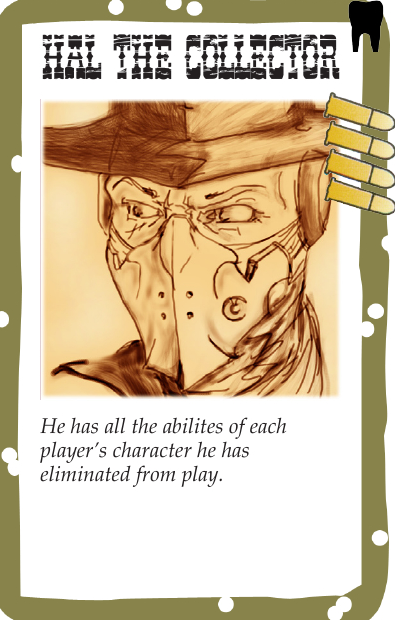 HAL THE COLLECTOR
He has all the abilites of each
player's character he has
eliminated from play.